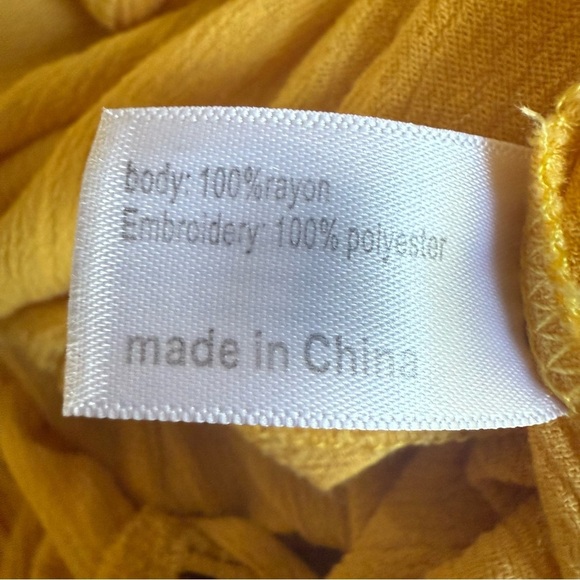 body: 100%rayon
Embroidery: 100% polyester
made in China